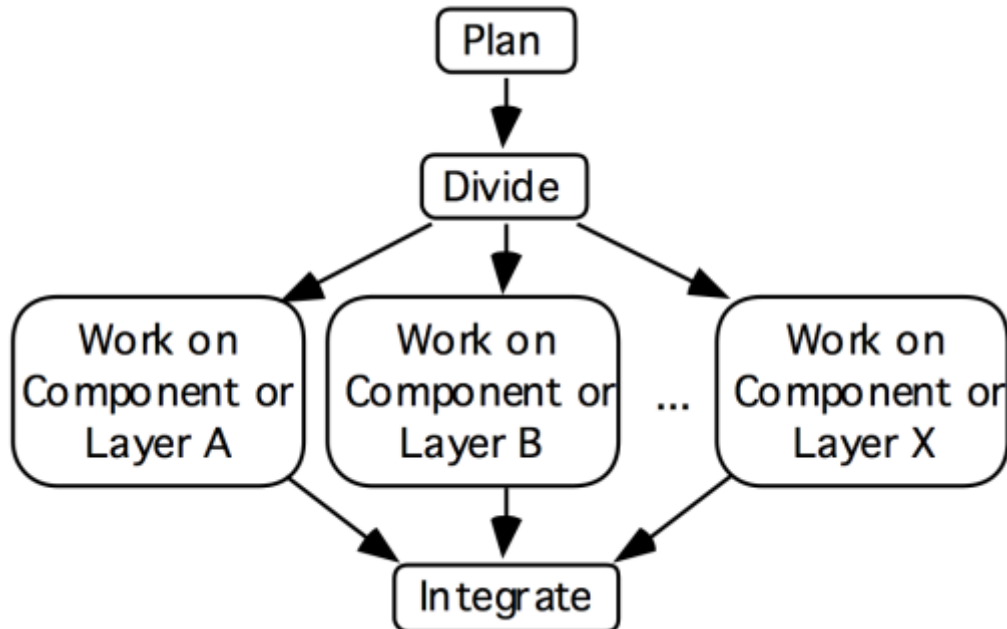 Plan
Divide
Work on
Component or
Layer A
Work on
Component or
Layer B
...
Work on
Component or
Layer X
Integrate